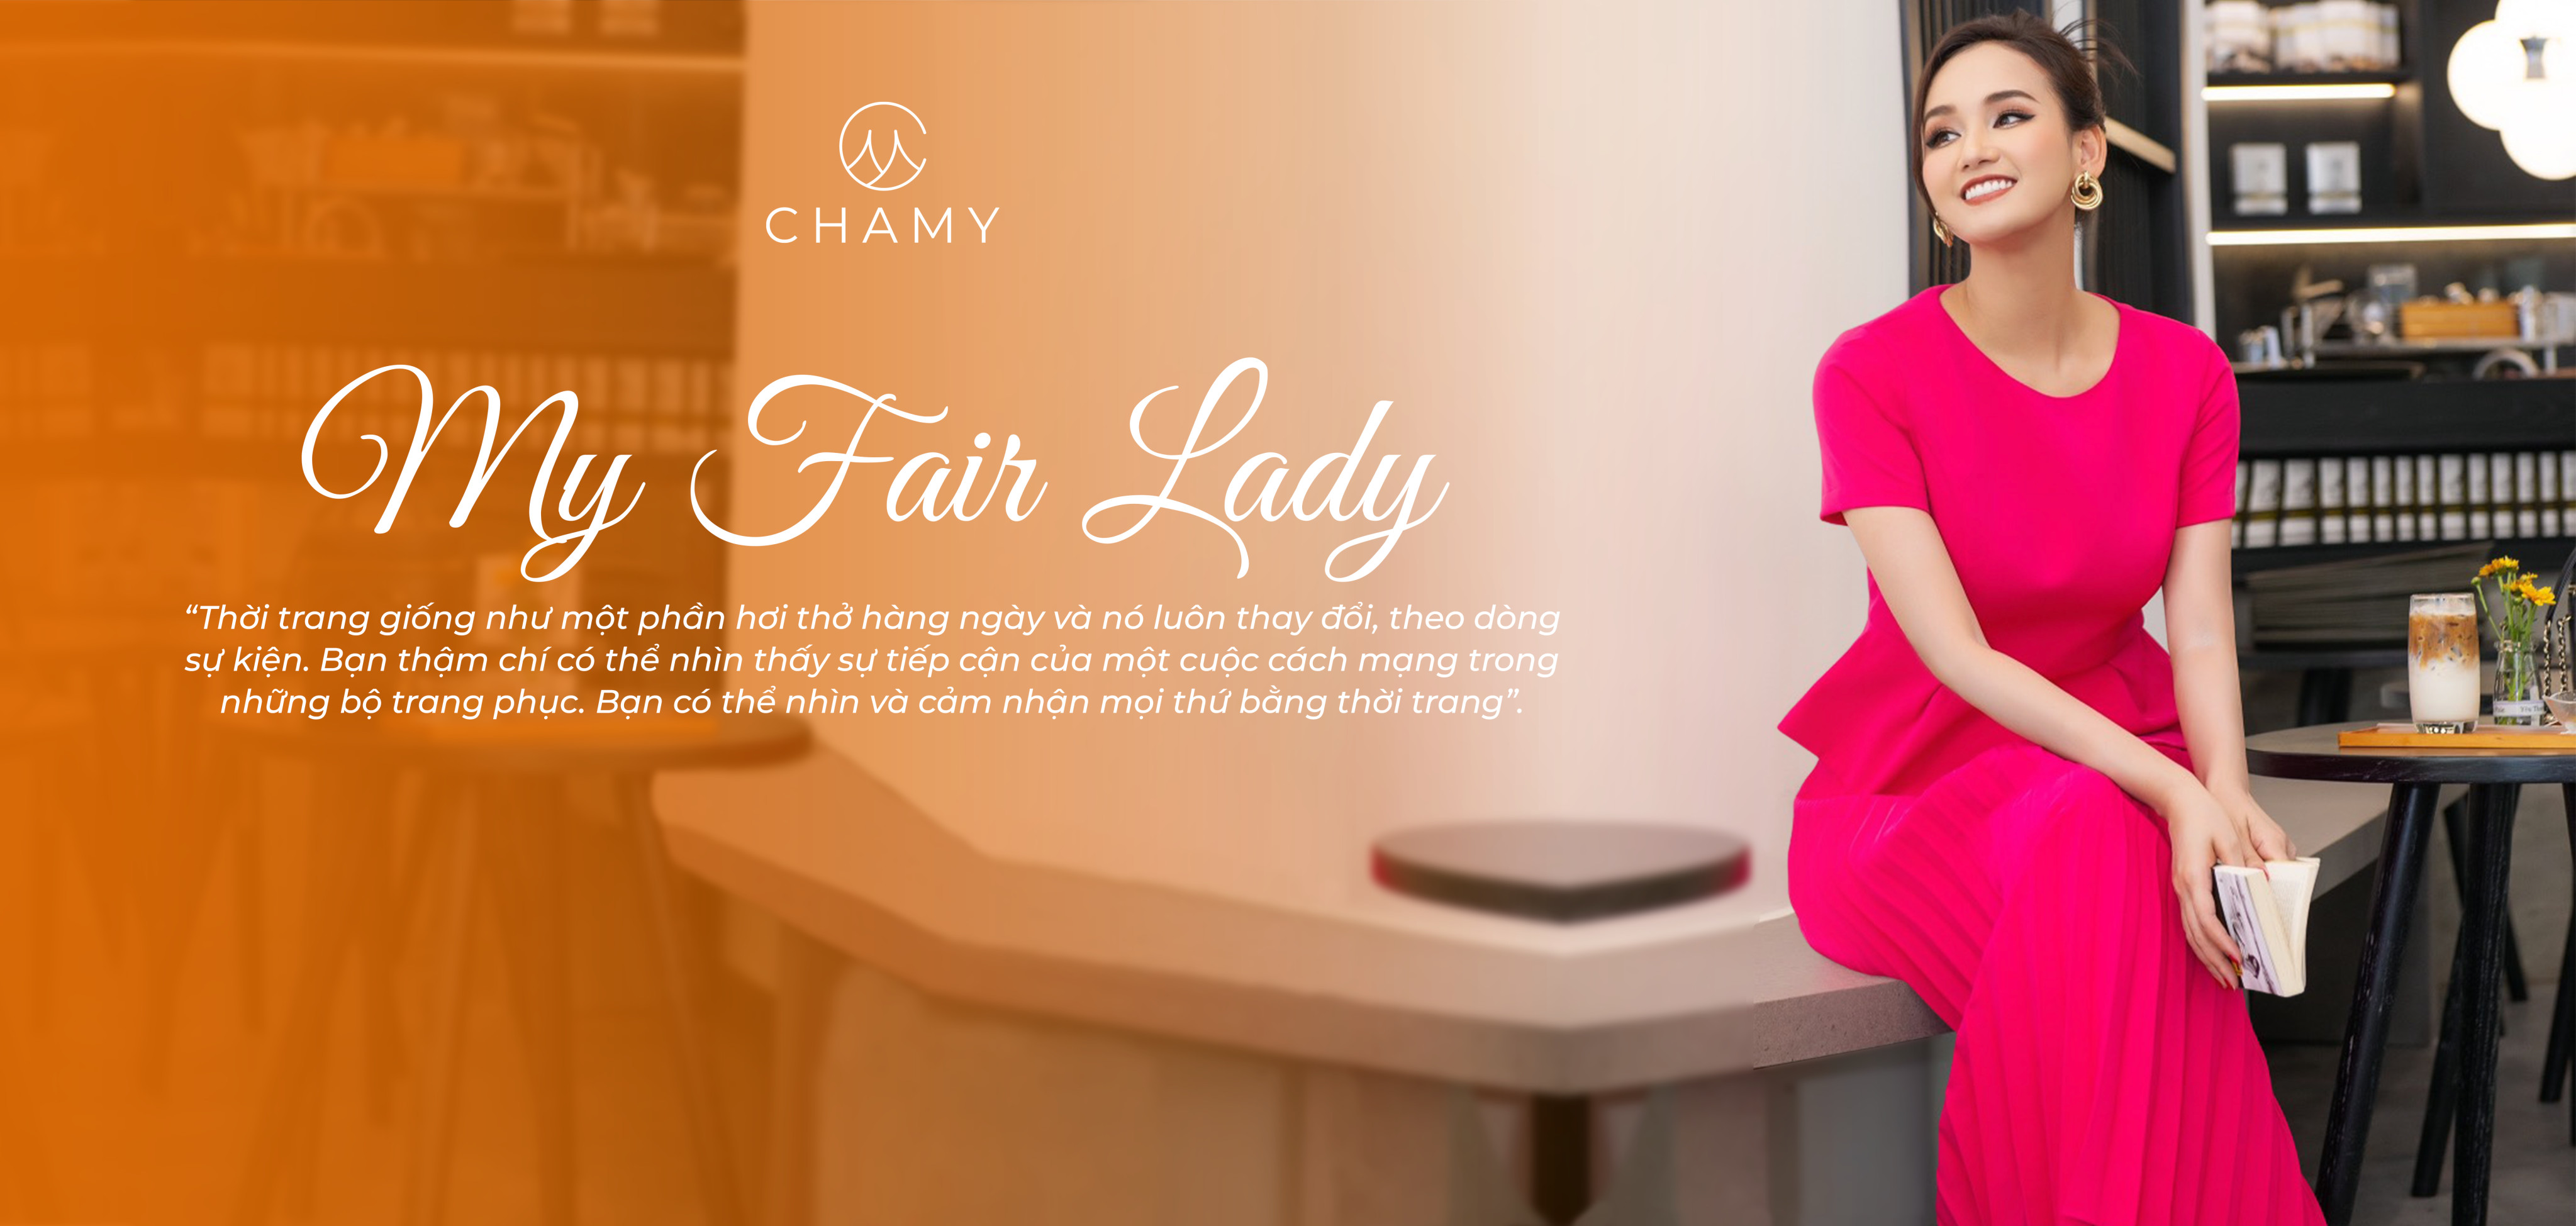 CHAMY
My Fair Lady
“Thời trang giống như một phần hơi thở hàng ngày và nó luôn thay đổi, theo dòng
sự kiện. Bạn thậm chí có thể nhìn thấy sự tiếp cận của một cuộc cách mạng trong
những bộ trang phục. Bạn có thể nhìn và cảm nhận mọi thứ bằng thời trang”.